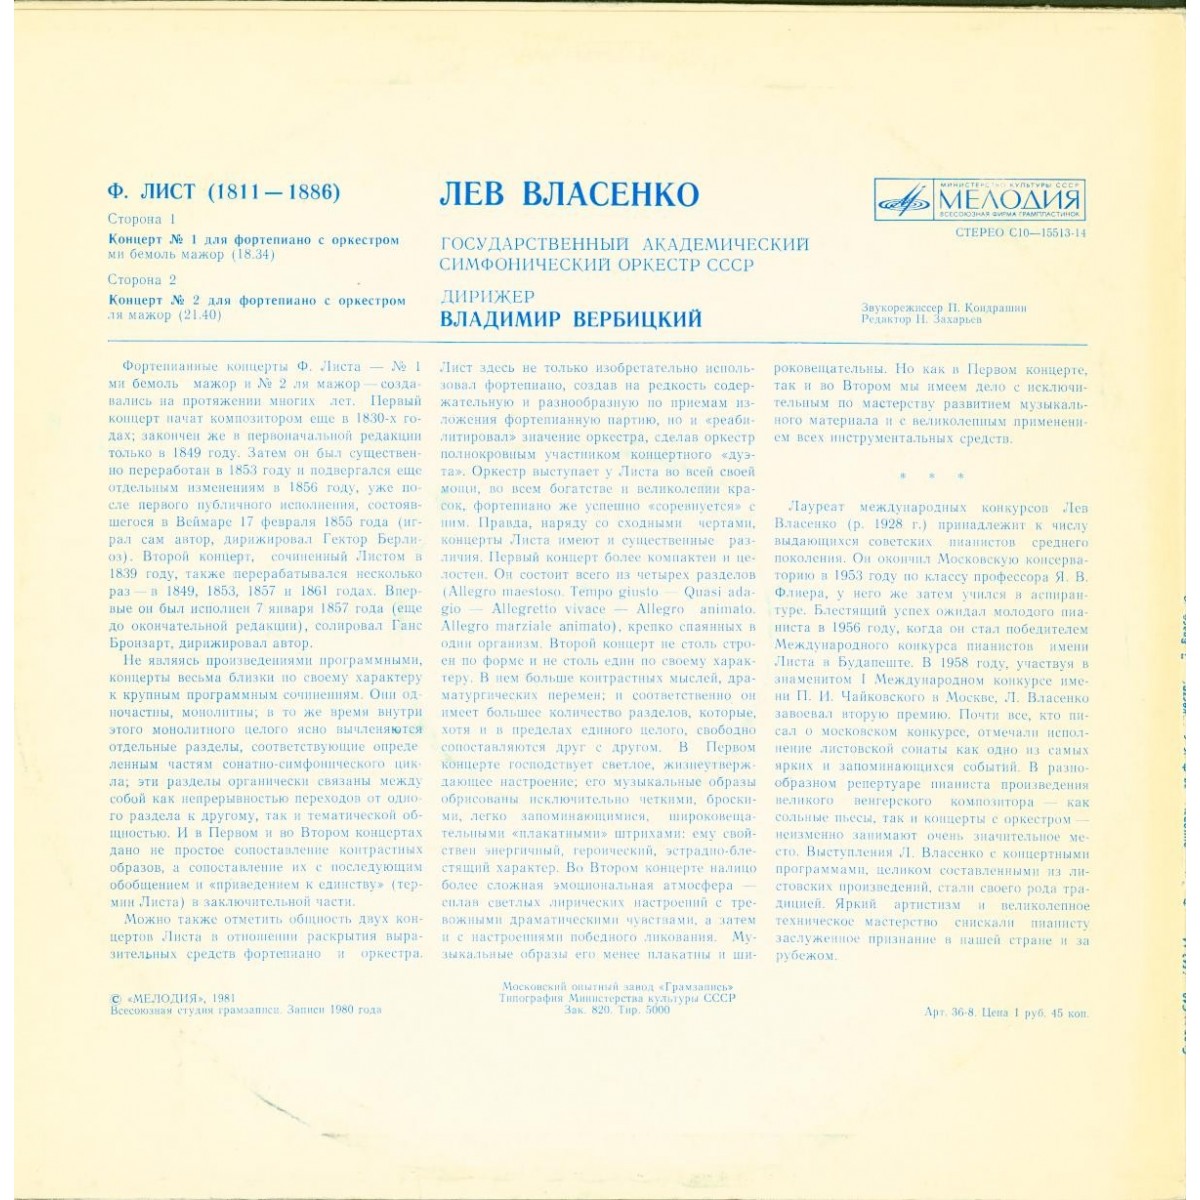 Ф. ЛИСТ (1811—1886)
Сторона 1
Концерт № 1 для фортепиано с оркестром
ми бемоль мажор (18.34)
Сторона 2
Концерт № 2 для фортепиано с оркестром
ля мажор (21.40)
ЛЕВ ВЛАСЕНКО
ГОСУДАРСТВЕННЫЙ АКАДЕМИЧЕСКИЙ
СИМФОНИЧЕСКИЙ ОРКЕСТР СССР
ДИРИЖЕР
ВЛАДИМИР ВЕРБИЦКИЙ
МИНИСТЕРСТВО КУЛЬТУРЫ СССР
МЕЛОДИЯ
ВСЕСОЮЗНАЯ ФИРМА ГРАМПЛАСТИНОК
СТЕРЕО С10—15513-14
Звукорежиссер П. Кондрашин
Редактор П. Захарьев
Фортепианные концерты Ф. Листа — № 1
ми бемоль мажор и № 2 ля мажор — созда-
вались на протяжении многих лет. Первый
концерт начат композитором еще в 1830-х го-
дах; закончен же в первоначальной редакции
только в 1849 году. Затем он был существен-
но переработан в 1853 году и подвергался еще
отдельным изменениям в 1856 году, уже по-
сле первого публичного исполнения, состояв-
шегося в Веймаре 17 февраля 1855 года (иг-
рал сам автор, дирижировал Гектор Берли-
оз). Второй концерт, сочиненный Листом в
1839 году, также перерабатывался несколько
раз — в 1849, 1853, 1857 и 1861 годах. Впер-
вые он был исполнен 7 января 1857 года (еще
до окончательной редакции), солировал Ганс
Бронзарт, дирижировал автор.
Не являясь произведениями программными,
концерты весьма близки по своему характеру
к крупным программным сочинениям. Они од-
ночастны, монолитны; в то же время внутри
этого монолитного целого ясно вычленяются
отдельные разделы, соответствующие опреде
ленным частям сонатно-симфонического цик-
ла; эти разделы органически связаны между
собой как непрерывностью переходов от одно-
го раздела к другому, так и тематической об-
щностью. И в Первом и во Втором концертах
дано не простое сопоставление контрастных
образов, а сопоставление их с последующим
обобщением и «приведением к единству» (тер-
мин Листа) в заключительной части.
Можно также отметить общность двух кон-
цертов Листа в отношении раскрытия выра-
зительных средств фортепиано и оркестра.
Лист здесь не только изобретательно исполь-
зовал фортепиано, создав на редкость содер-
жательную и разнообразную по приемам из-
ложения фортепианную партию, но и «реаби-
литировал» значение оркестра, сделав оркестр
полнокровным участником концертного «дуэ-
та». Оркестр выступает у Листа во всей своей
мощи, во всем богатстве и великолепии кра-
сок, фортепиано же успешно «соревнуется» с
ним. Правда, наряду со сходными чертами,
концерты Листа имеют и существенные раз-
личия. Первый концерт более компактен и це-
лостен. Он состоит всего из четырех разделов
(Allegro maestoso. Tempo giusto — Quasi ada-
gio — Allegretto vivace — Allegro animato.
Allegro marziale animato), крепко спаянных в
один организм. Второй концерт не столь стро-
ен по форме и не столь един по своему харак-
теру. В нем больше контрастных мыслей, дра-
матургических перемен; и соответственно он
имеет большее количество разделов, которые,
хотя и в пределах единого целого, свободно
сопоставляются друг с другом. В Первом
концерте господствует светлое, жизнеутверж-
дающее настроение; его музыкальные образы
обрисованы исключительно четкими, броски-
ми, легко запоминающимися, широковеща-
тельными «плакатными» штрихами: ему свой-
ствен энергичный, героический, эстрадно-бле-
стящий характер. Во Втором концерте налицо
более сложная эмоциональная атмосфера —
сплав светлых лирических настроений с тре-
вожными драматическими чувствами, а затем
и с настроениями победного ликования. Му-
зыкальные образы его менее плакатны и ши-
роковещательны. Но как в Первом концерте,
так и во Втором мы имеем дело с исключи-
тельным по мастерству развитием музыкаль-
ного материала и с великолепным применени-
ем всех инструментальных средств.
* * *
Лауреат международных конкурсов Лев
Власенко (р. 1928 г.) принадлежит к числу
выдающихся советских пианистов среднего
поколения. Он окончил Московскую консерва-
торию в 1953 году по классу профессора Я. В.
Флиера, у него же затем учился в аспиран-
туре. Блестящий успех ожидал молодого пиа-
ниста в 1956 году, когда он стал победителем
Международного конкурса пианистов имени
Листа в Будапеште. В 1958 году, участвуя в
знаменитом I Международном конкурсе име-
ни П. И. Чайковского в Москве, Л. Власенко
завоевал вторую премию. Почти все, кто пи-
сал о московском конкурсе, отмечали испол-
нение листовской сонаты как одно из самых
ярких и запоминающихся событий. В разно-
образном репертуаре пианиста произведения
великого венгерского композитора — как
сольные пьесы, так и концерты с оркестром —
неизменно занимают очень значительное ме-
сто. Выступления Л. Власенко с концертными
программами, целиком составленными из ли-
стовских произведений, стали своего рода тра-
дицией. Яркий артистизм и великолепное
техническое мастерство снискали пианисту
заслуженное признание в нашей стране и за
рубежом.
© «МЕЛОДИЯ», 1981
Всесоюзная студия грамзаписи. Записи 1980 года
Московский опытный завод «Грамзапись»
Типография Министерства культуры СССР
Зак. 820. Тир. 5000
Арт. 36-8. Цена 1 руб. 45 коп.